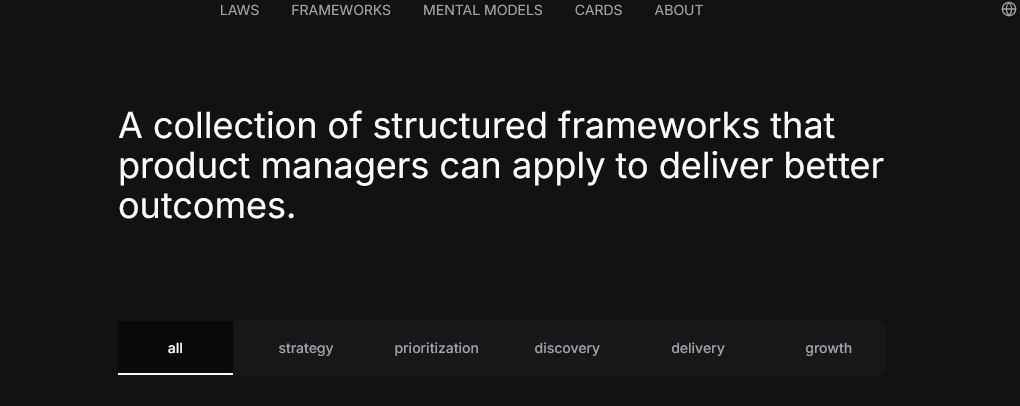 LAWS FRAMEWORKS MENTAL MODELS CARDS ABOUT
A collection of structured frameworks that
product managers can apply to deliver better
outcomes.
all strategy prioritization discovery delivery growth